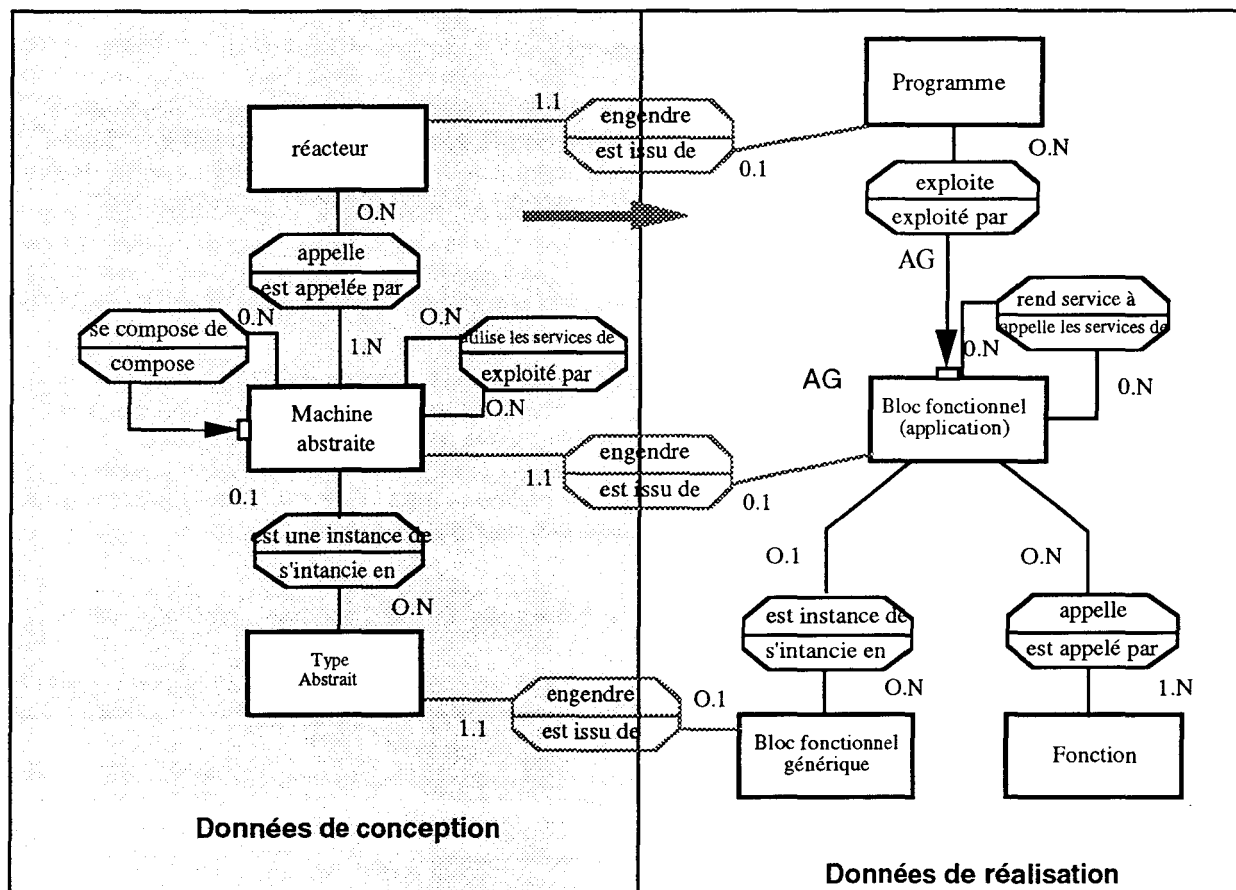 Programme
1.1
engendre
est issu de
0.1
réacteur
O.N
exploite
exploité par
O.N
appelle
est appelée par
AG
rend service à
appelle les services de
se compose de
compose
0.N
O.N
1.N
utilise les services de
exploité par
O.N
0.N
0.N
AG
Machine
abstraite
Bloc fonctionnel
(application)
engendre
est issu de
1.1
0.1
0.1
est une instance de
s'intancie en
O.N
O.1
O.N
est instance de
s'intancie en
appelle
est appelé par
Type
Abstrait
O.N
1.N
engendre
est issu de
1.1
O.1
Bloc fonctionnel
générique
Fonction
Données de conception
Données de réalisation